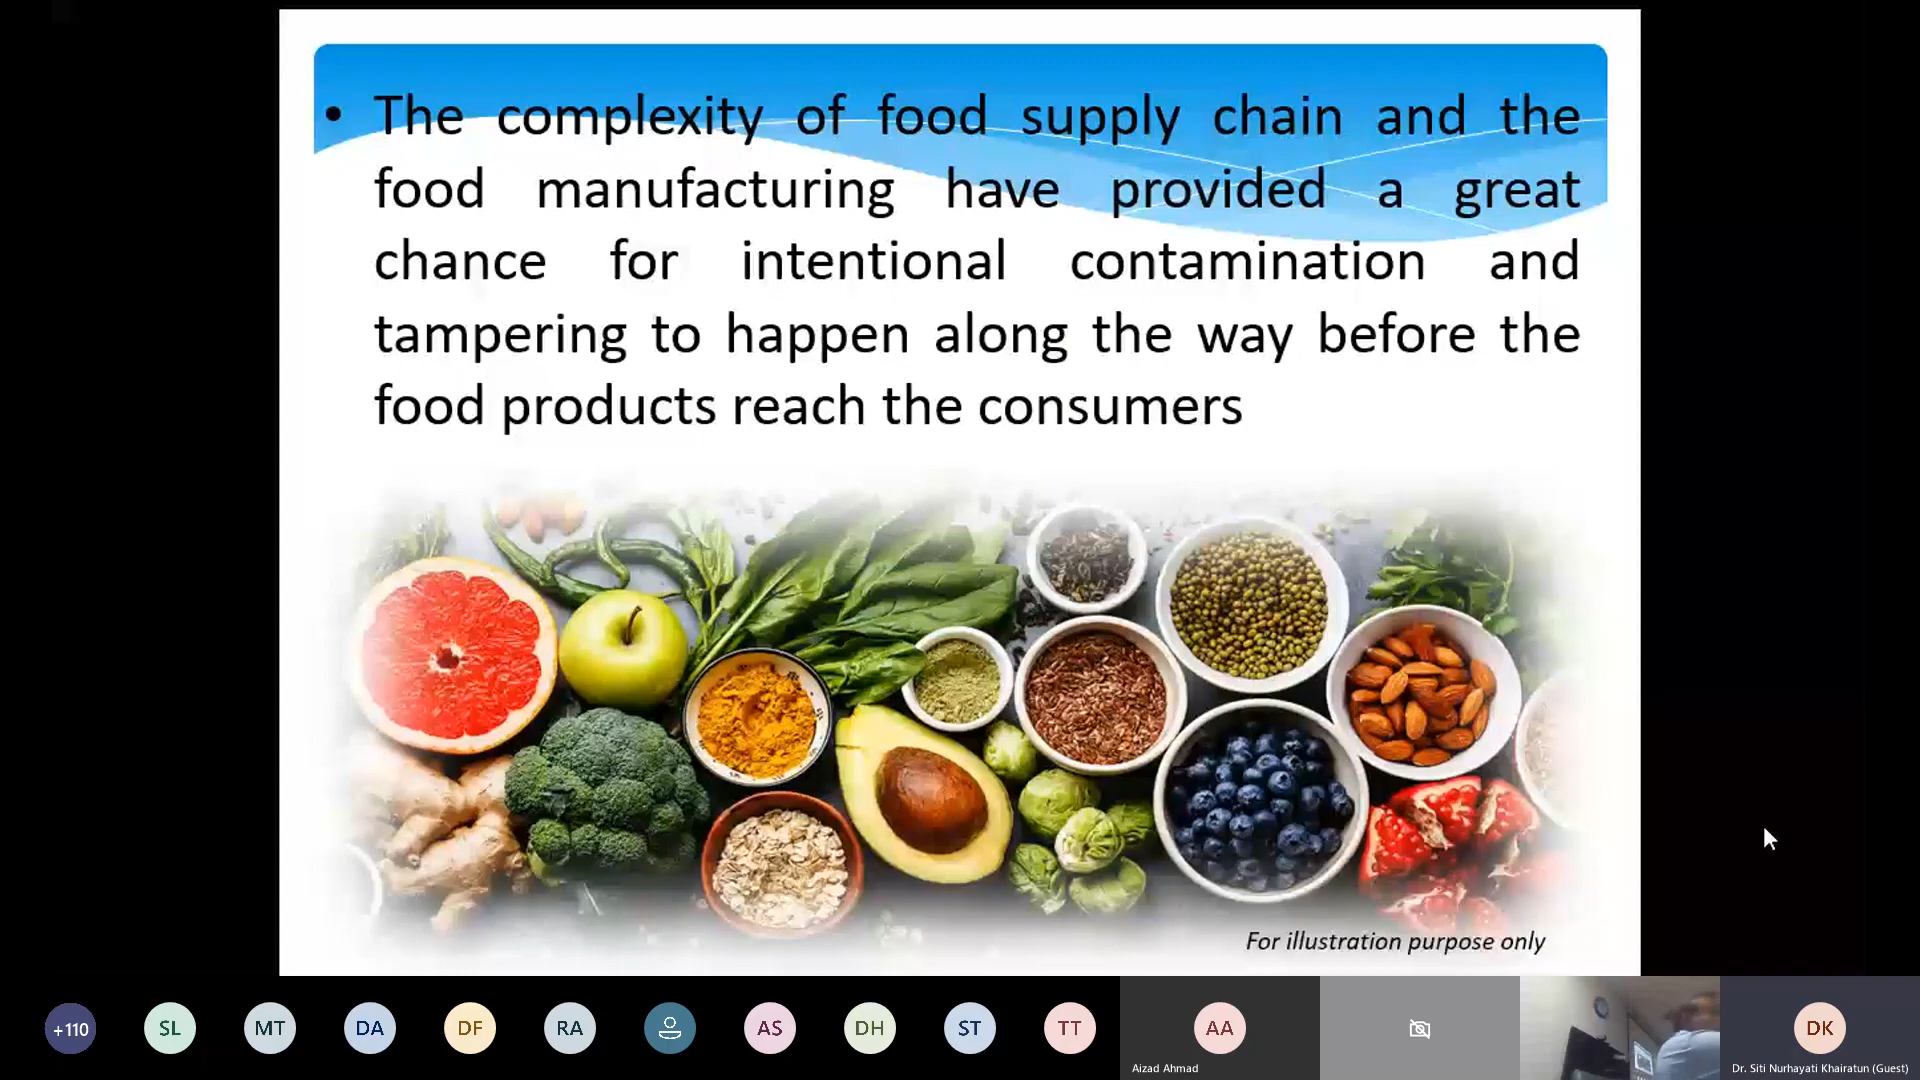 • The complexity of food supply chain and the
food manufacturing have provided a great
chance for intentional contamination and
tampering to happen along the way before the
food products reach the consumers
For illustration purpose only
+110
SL
MT
DA
DF
RA
AS
DH
ST
TT
AA
DK
Aizad Ahmad
Dr. Siti Nurhayati Khairatun (Guest)